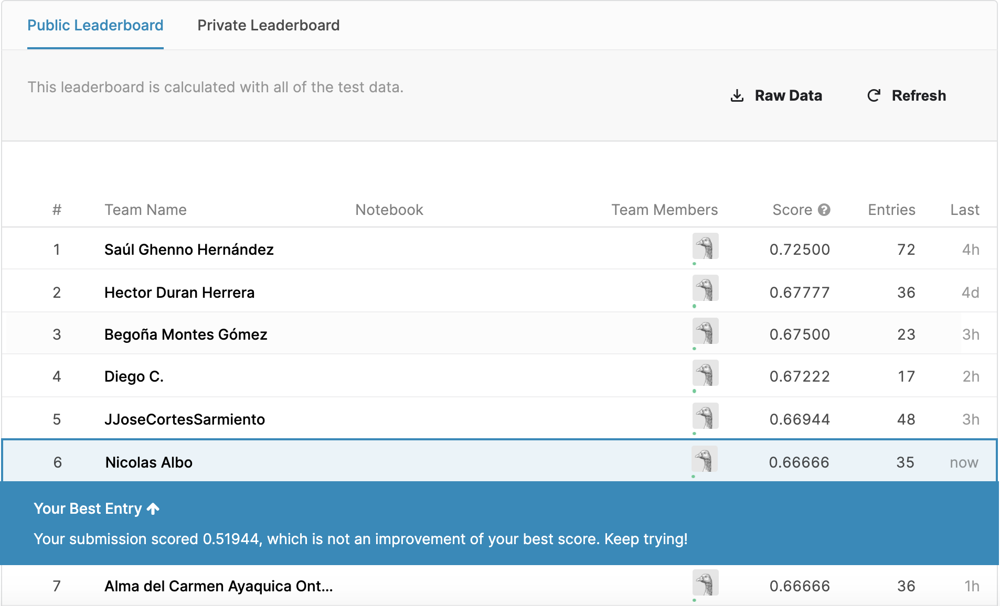 Public Leaderboard Private Leaderboard
This leaderboard is calculated with all of the test data.
Raw Data Refresh
# Team Name Notebook Team Members Score ? Entries Last
1 Saúl Ghenno Hernández 0.72500 72 4h
2 Hector Duran Herrera 0.67777 36 4d
3 Begoña Montes Gómez 0.67500 23 3h
4 Diego C. 0.67222 17 2h
5 JJoseCortesSarmiento 0.66944 48 3h
6 Nicolas Albo 0.66666 35 now
Your Best Entry
Your submission scored 0.51944, which is not an improvement of your best score. Keep trying!
7 Alma del Carmen Ayaquica Ont... 0.66666 36 1h